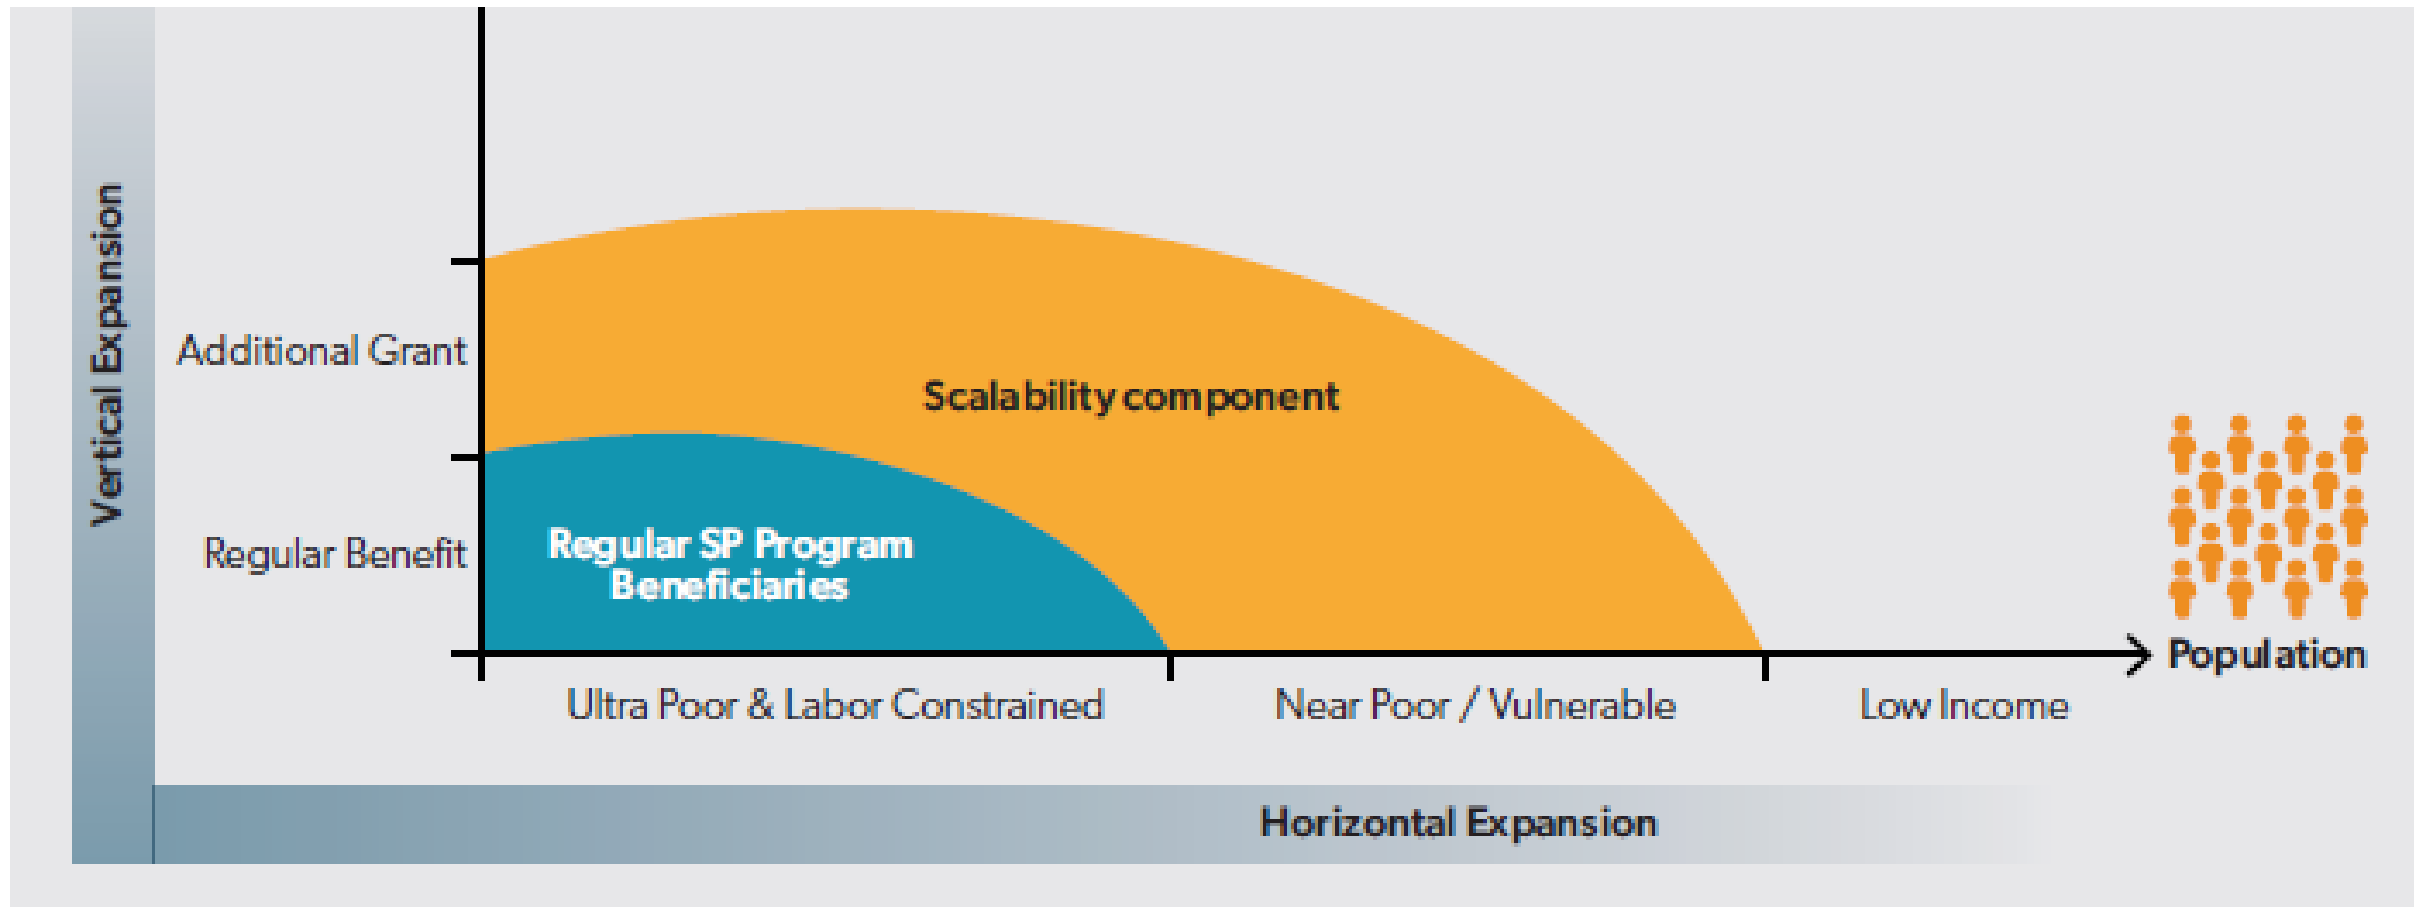 Vertical Expansion
Additional Grant
Scalability component
Regular Benefit
Regular SP Program
Beneficiaries
Population
Ultra Poor & Labor Constrained
Near Poor / Vulnerable
Low Income
Horizontal Expansion